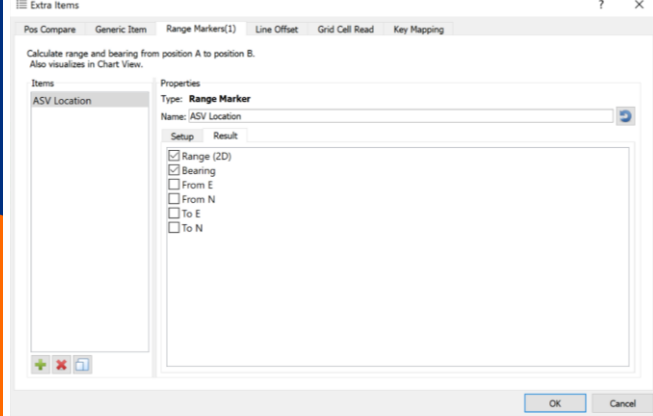 Extra Items
? ×
Pos Compare Generic Item Range Markers(1) Line Offset Grid Cell Read Key Mapping
Calculate range and bearing from position A to position B.
Also visualizes in Chart View.
Items
ASV Location
Properties
Type: Range Marker
Name: ASV Location
Setup Result
Range (2D)
Bearing
From E
From N
To E
To N
OK Cancel